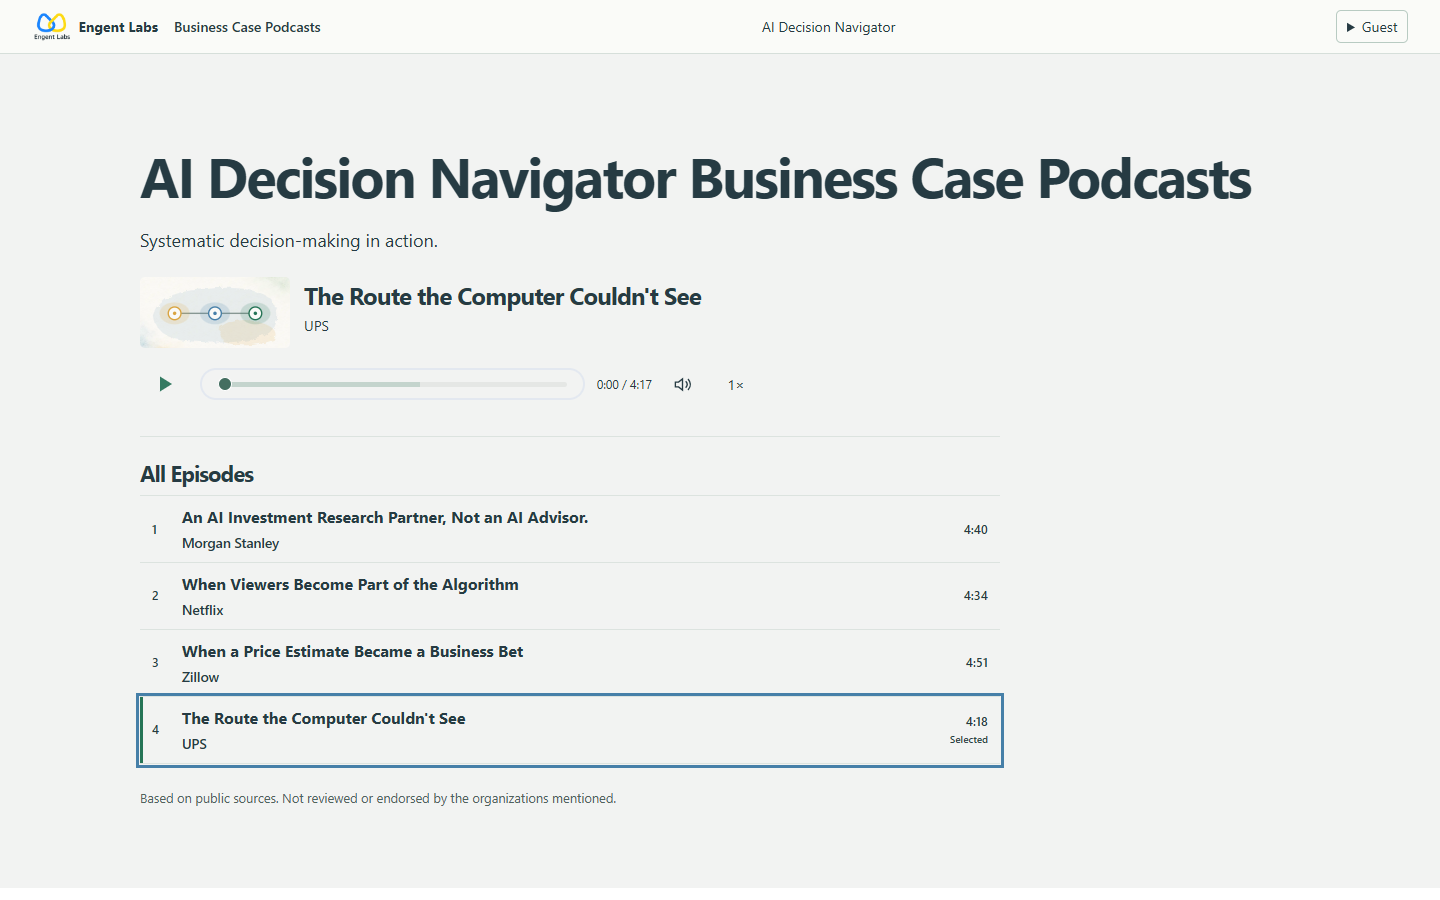 Engent Labs
Engent Labs
Business Case Podcasts
AI Decision Navigator
Guest
AI Decision Navigator Business Case Podcasts
Systematic decision-making in action.
The Route the Computer Couldn't See
UPS
0:00 / 4:17
1×
All Episodes
1
An AI Investment Research Partner, Not an AI Advisor.
Morgan Stanley
4:40
2
When Viewers Become Part of the Algorithm
Netflix
4:34
3
When a Price Estimate Became a Business Bet
Zillow
4:51
4
The Route the Computer Couldn't See
UPS
4:18
Selected
Based on public sources. Not reviewed or endorsed by the organizations mentioned.